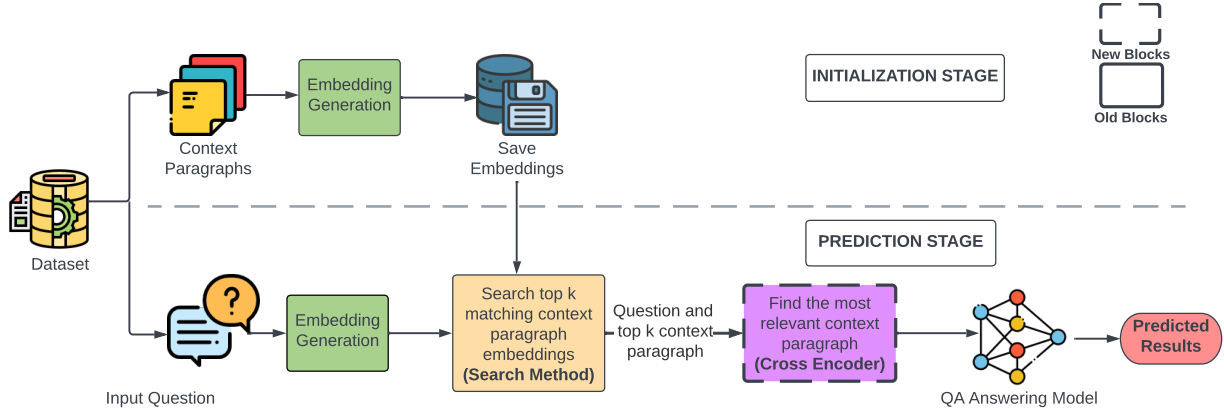 New Blocks
Old Blocks
INITIALIZATION STAGE
Embedding
Generation
Context
Paragraphs
Save
Embeddings
Dataset
PREDICTION STAGE
?
Input Question
Embedding
Generation
Search top k
matching context
paragraph
embeddings
(Search Method)
Question and
top k context
paragraph
Find the most
relevant context
paragraph
(Cross Encoder)
QA Answering Model
Predicted
Results